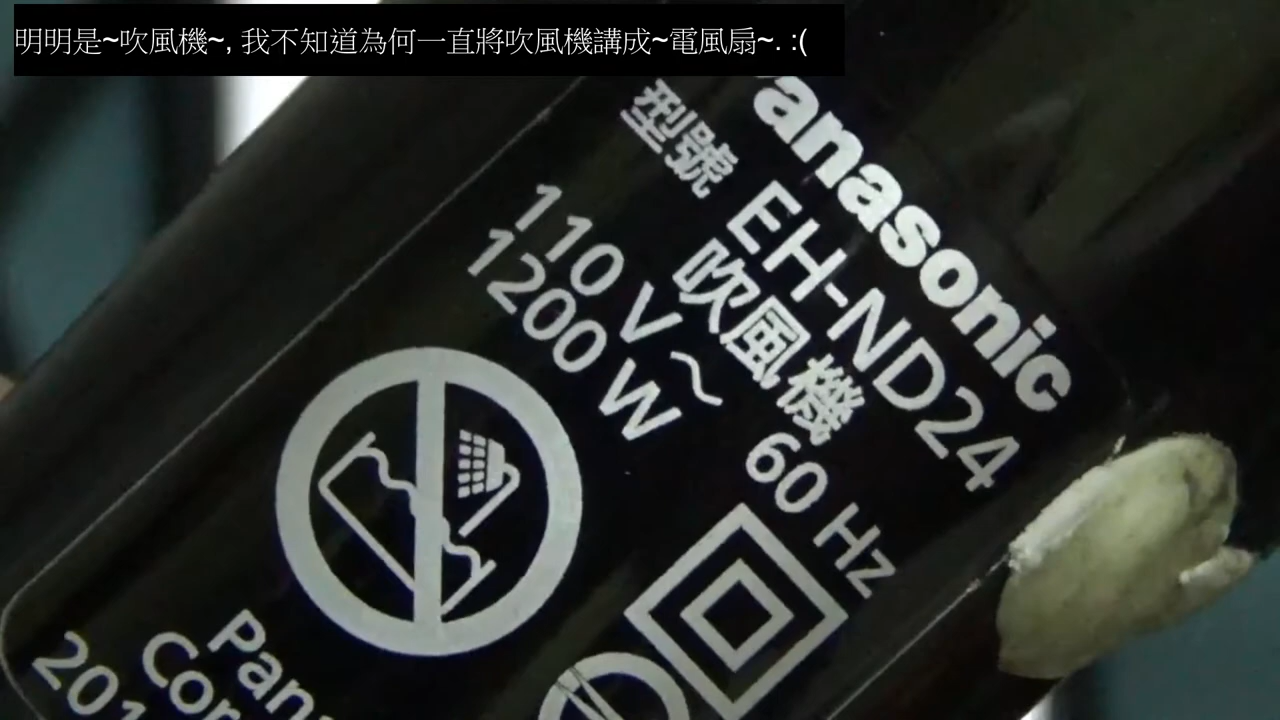 明明是~吹風機~, 我不知道為何一直將吹風機講成~電風扇~. :(
Panasonic
型號 EH-ND24
吹風機
110 V~ 60 Hz
1200 W